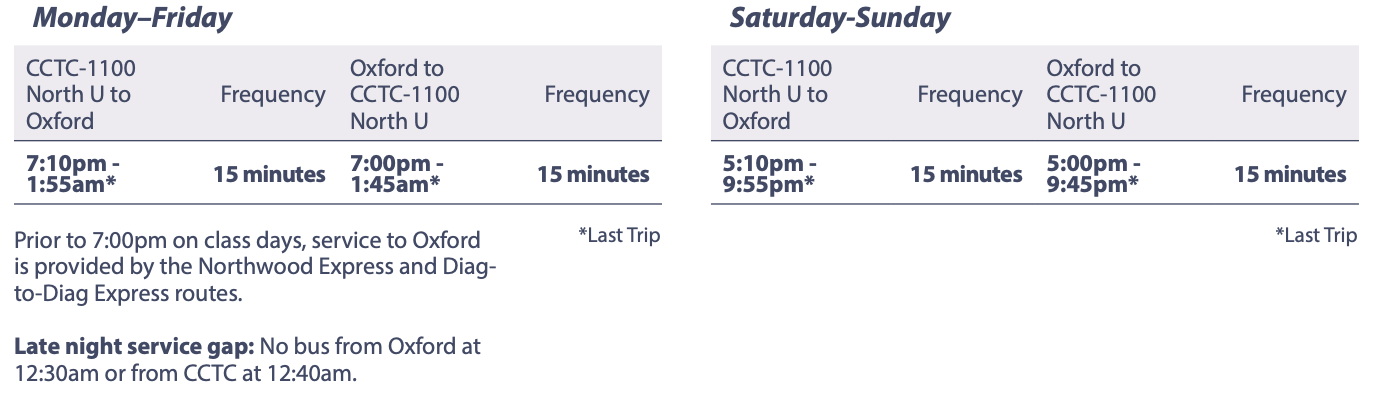 Monday–Friday
CCTC-1100
North U to
Oxford
Frequency
Oxford to
CCTC-1100
North U
Frequency
7:10pm -
1:55am*
15 minutes
7:00pm -
1:45am*
15 minutes
*Last Trip
Prior to 7:00pm on class days, service to Oxford
is provided by the Northwood Express and Diag-
to-Diag Express routes.
Late night service gap: No bus from Oxford at
12:30am or from CCTC at 12:40am.
Saturday-Sunday
CCTC-1100
North U to
Oxford
Frequency
Oxford to
CCTC-1100
North U
Frequency
5:10pm -
9:55pm*
15 minutes
5:00pm -
9:45pm*
15 minutes
*Last Trip